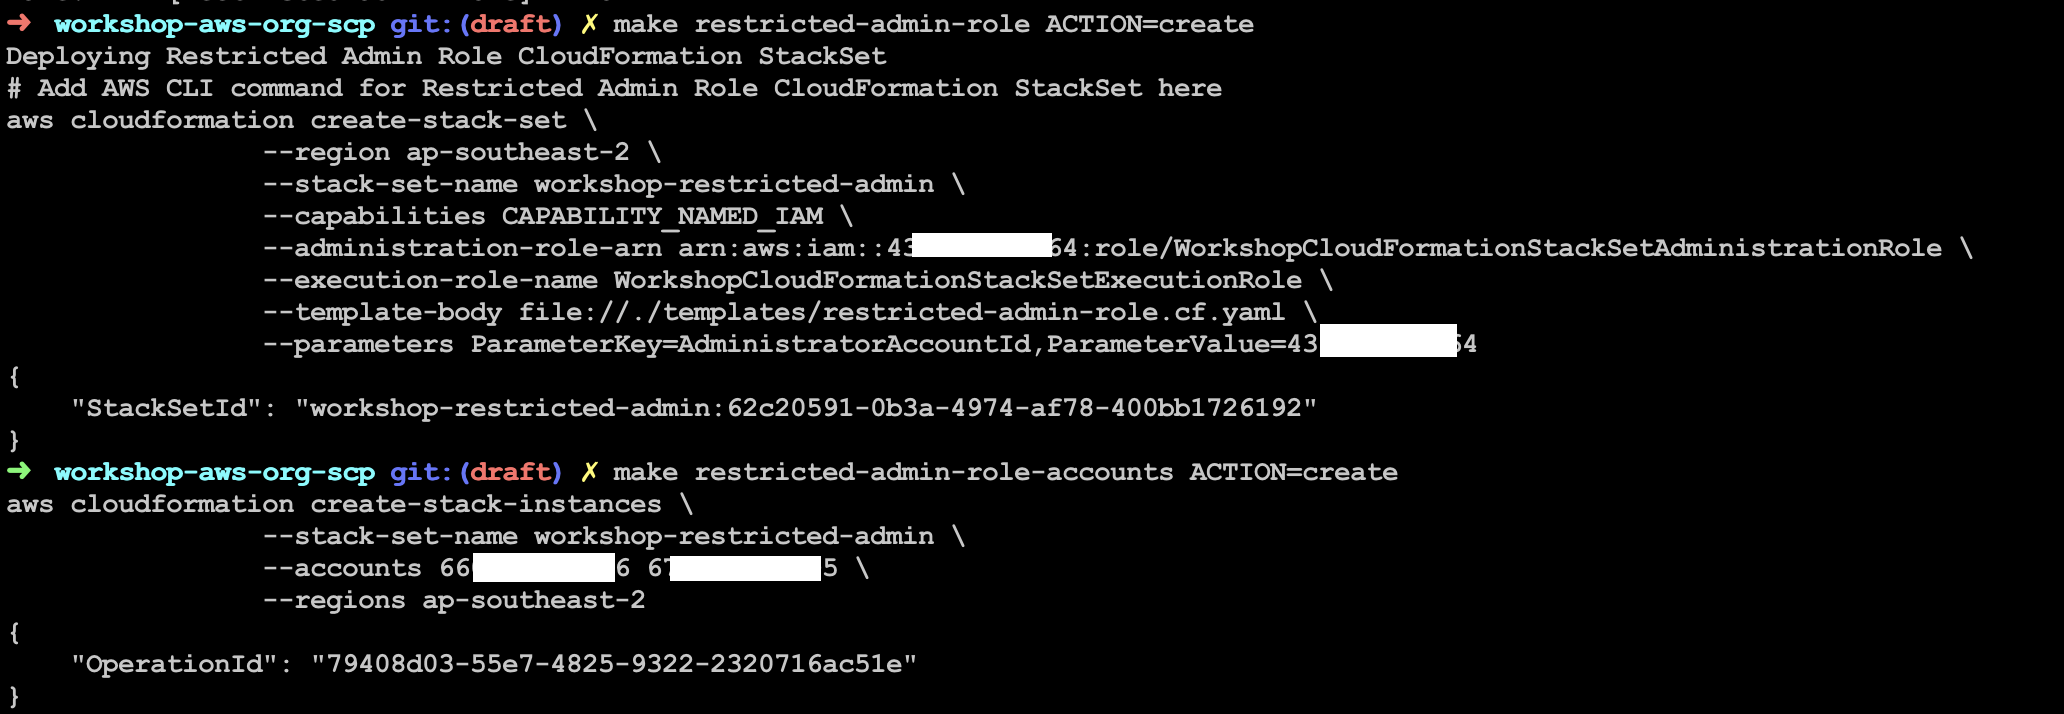 ➜  workshop-aws-org-scp git:(draft) ✗ make restricted-admin-role ACTION=create
Deploying Restricted Admin Role CloudFormation StackSet
# Add AWS CLI command for Restricted Admin Role CloudFormation StackSet here
aws cloudformation create-stack-set \
--region ap-southeast-2 \
--stack-set-name workshop-restricted-admin \
--capabilities CAPABILITY_NAMED_IAM \
--administration-role-arn arn:aws:iam::43 64:role/WorkshopCloudFormationStackSetAdministrationRole \
--execution-role-name WorkshopCloudFormationStackSetExecutionRole \
--template-body file://./templates/restricted-admin-role.cf.yaml \
--parameters ParameterKey=AdministratorAccountId,ParameterValue=43 64
{
"StackSetId": "workshop-restricted-admin:62c20591-0b3a-4974-af78-400bb1726192"
}
➜  workshop-aws-org-scp git:(draft) ✗ make restricted-admin-role-accounts ACTION=create
aws cloudformation create-stack-instances \
--stack-set-name workshop-restricted-admin \
--accounts 66 6 67 5 \
--regions ap-southeast-2
{
"OperationId": "79408d03-55e7-4825-9322-2320716ac51e"
}